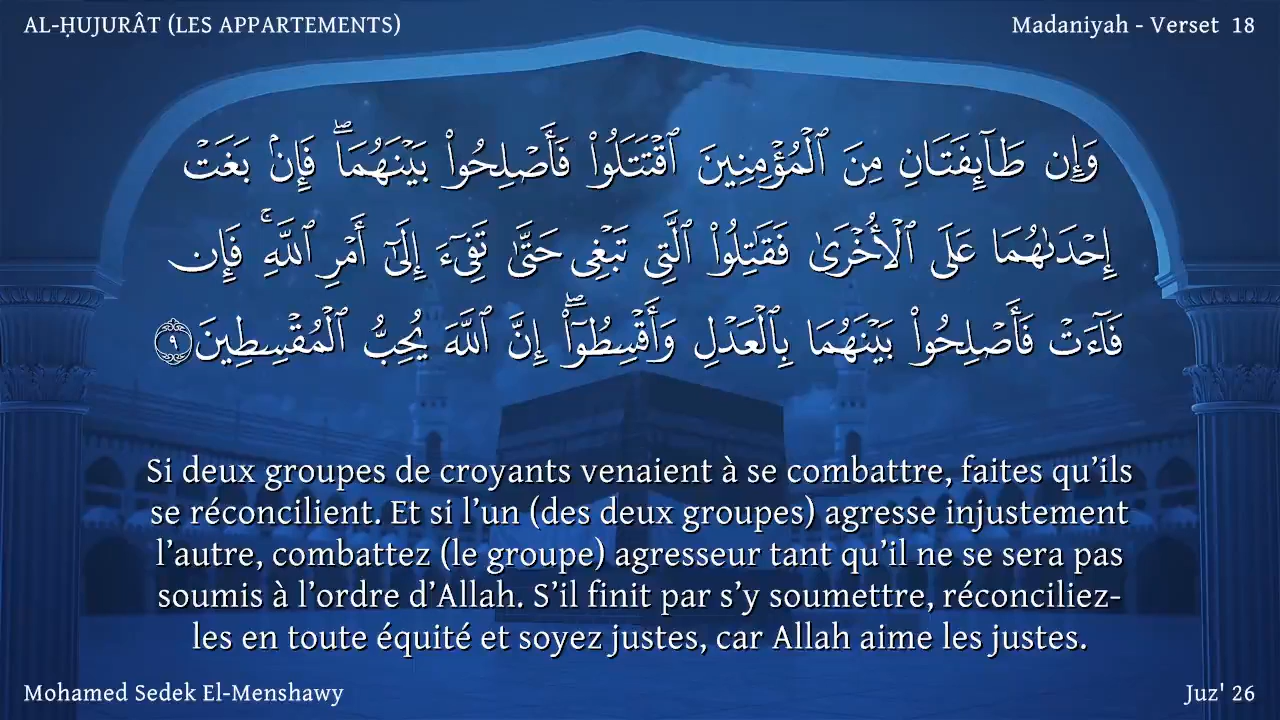 AL-ḤUJURÂT (LES APPARTEMENTS)
Madaniyah - Verset 18
وَإِن طَآئِفَتَانِ مِنَ ٱلْمُؤْمِنِينَ ٱقْتَتَلُوا۟ فَأَصْلِحُوا۟ بَيْنَهُمَا ۖ فَإِنۢ بَغَتْ
إِحْدَىٰهُمَا عَلَى ٱلْأُخْرَىٰ فَقَٰتِلُوا۟ ٱلَّتِى تَبْغِى حَتَّىٰ تَفِىٓءَ إِلَىٰٓ أَمْرِ ٱللَّهِ ۚ فَإِن
فَآءَتْ فَأَصْلِحُوا۟ بَيْنَهُمَا بِٱلْعَدْلِ وَأَقْسِطُوٓا۟ ۖ إِنَّ ٱللَّهَ يُحِبُّ ٱلْمُقْسِطِينَ ٩
Si deux groupes de croyants venaient à se combattre, faites qu’ils
se réconcilient. Et si l’un (des deux groupes) agresse injustement
l’autre, combattez (le groupe) agresseur tant qu’il ne se sera pas
soumis à l’ordre d’Allah. S’il finit par s’y soumettre, réconciliez-
les en toute équité et soyez justes, car Allah aime les justes.
Mohamed Sedek El-Menshawy
Juz' 26